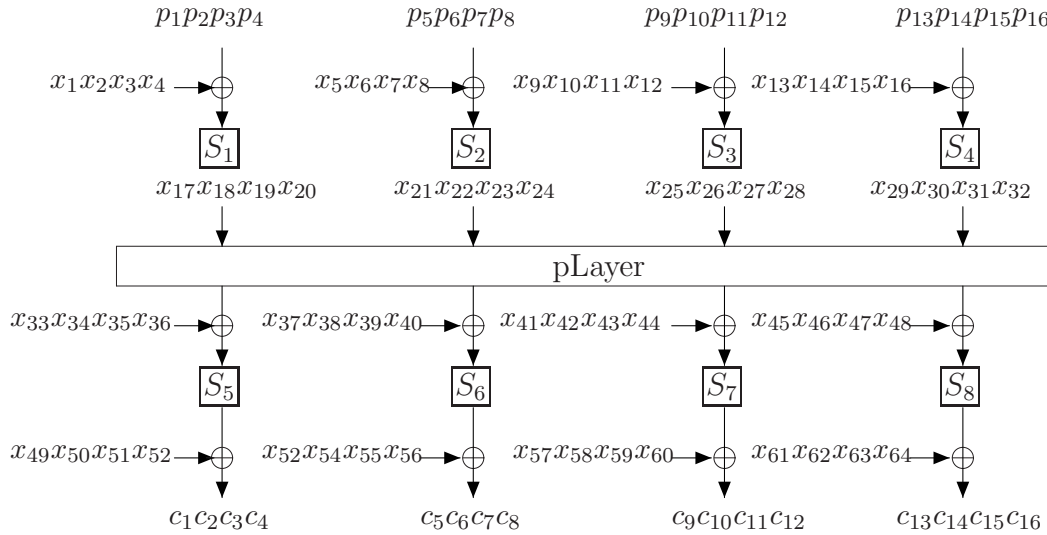 p₁p₂p₃p₄ p₅p₆p₇p₈ p₉p₁₀p₁₁p₁₂ p₁₃p₁₄p₁₅p₁₆
x₁x₂x₃x₄ x₅x₆x₇x₈ x₉x₁₀x₁₁x₁₂ x₁₃x₁₄x₁₅x₁₆
S₁ S₂ S₃ S₄
x₁₇x₁₈x₁₉x₂₀ x₂₁x₂₂x₂₃x₂₄ x₂₅x₂₆x₂₇x₂₈ x₂₉x₃₀x₃₁x₃₂
pLayer
x₃₃x₃₄x₃₅x₃₆ x₃₇x₃₈x₃₉x₄₀ x₄₁x₄₂x₄₃x₄₄ x₄₅x₄₆x₄₇x₄₈
S₅ S₆ S₇ S₈
x₄₉x₅₀x₅₁x₅₂ x₅₂x₅₄x₅₅x₅₆ x₅₇x₅₈x₅₉x₆₀ x₆₁x₆₂x₆₃x₆₄
c₁c₂c₃c₄ c₅c₆c₇c₈ c₉c₁₀c₁₁c₁₂ c₁₃c₁₄c₁₅c₁₆